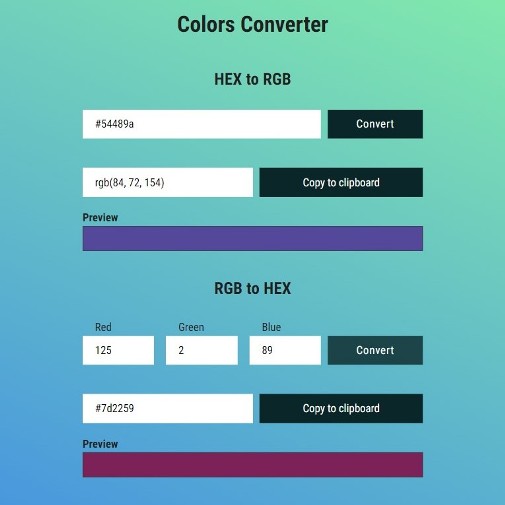 Colors Converter
HEX to RGB
#54489a
Convert
rgb(84, 72, 154)
Copy to clipboard
Preview
RGB to HEX
Red Green Blue
125 2 89 Convert
#7d2259
Copy to clipboard
Preview